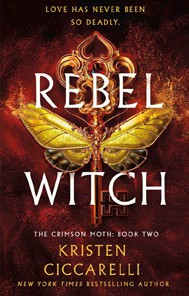 LOVE HAS NEVER BEEN
SO DEADLY.
REBEL
WITCH
THE CRIMSON MOTH: BOOK TWO
KRISTEN
CICCARELLI
NEW YORK TIMES BESTSELLING AUTHOR